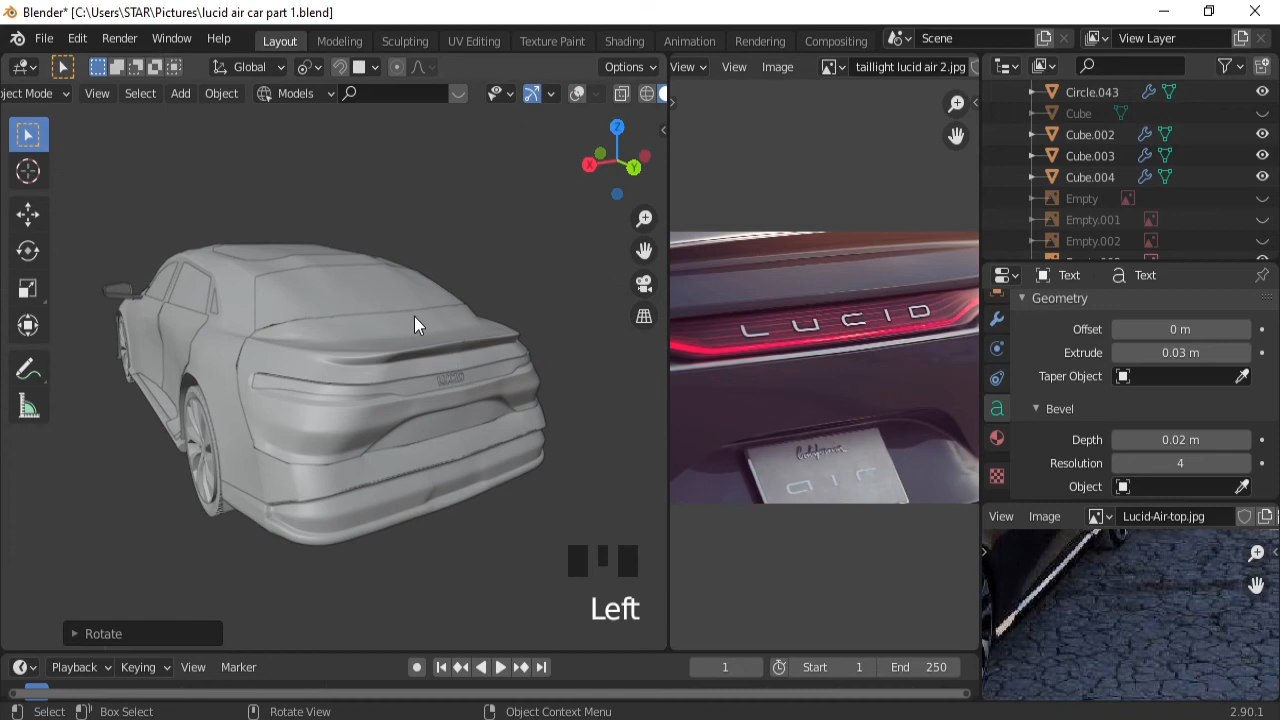 Blender* [C:\Users\STAR\Pictures\lucid air car part 1.blend]
File Edit Render Window Help Layout Modeling Sculpting UV Editing Texture Paint Shading Animation Rendering Compositing Scene View Layer
Global Options View View Image taillight lucid air 2.jpg
ject Mode View Select Add Object Models
Circle.043
Cube
Cube.002
Cube.003
Cube.004
Empty
Empty.001
Empty.002
X Y Z
LUCID
LUCID
California
AIR
Text Text
Geometry
Offset 0 m
Extrude 0.03 m
Taper Object
Bevel
Depth 0.02 m
Resolution 4
Object
View Image Lucid-Air-top.jpg
Left
Rotate
Playback Keying View Marker 1 Start 1 End 250
Select Box Select Rotate View Object Context Menu 2.90.1